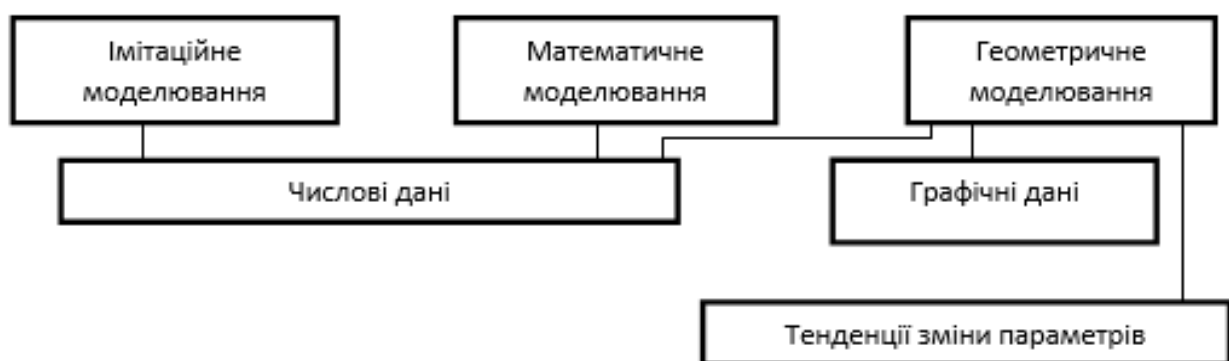 Імітаційне
моделювання
Математичне
моделювання
Геометричне
моделювання
Числові дані
Графічні дані
Тенденції зміни параметрів